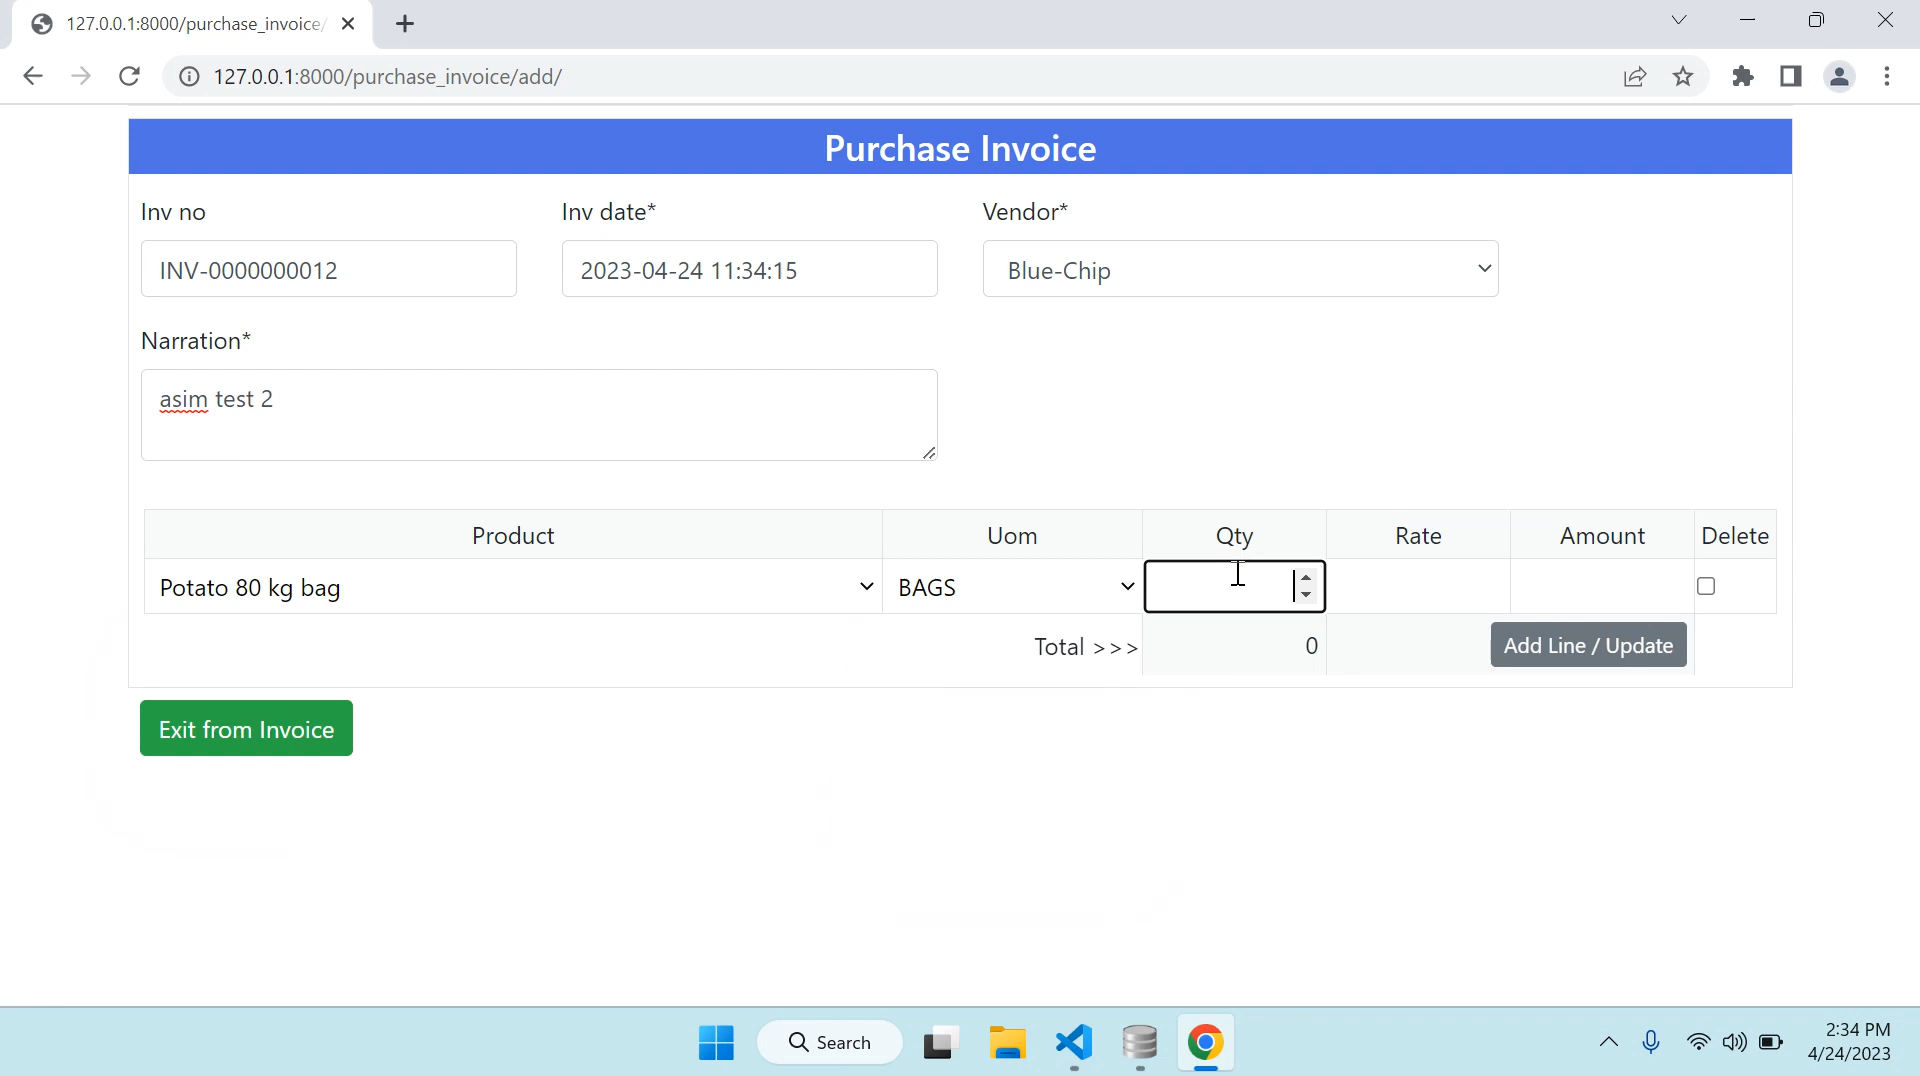 127.0.0.1:8000/purchase_invoice/
127.0.0.1:8000/purchase_invoice/add/
Purchase Invoice
Inv no
Inv date*
Vendor*
INV-0000000012
2023-04-24 11:34:15
Blue-Chip
Narration*
asim test 2
Product
Uom
Qty
Rate
Amount
Delete
Potato 80 kg bag
BAGS
Total >>>
0
Add Line / Update
Exit from Invoice
Search
2:34 PM
4/24/2023